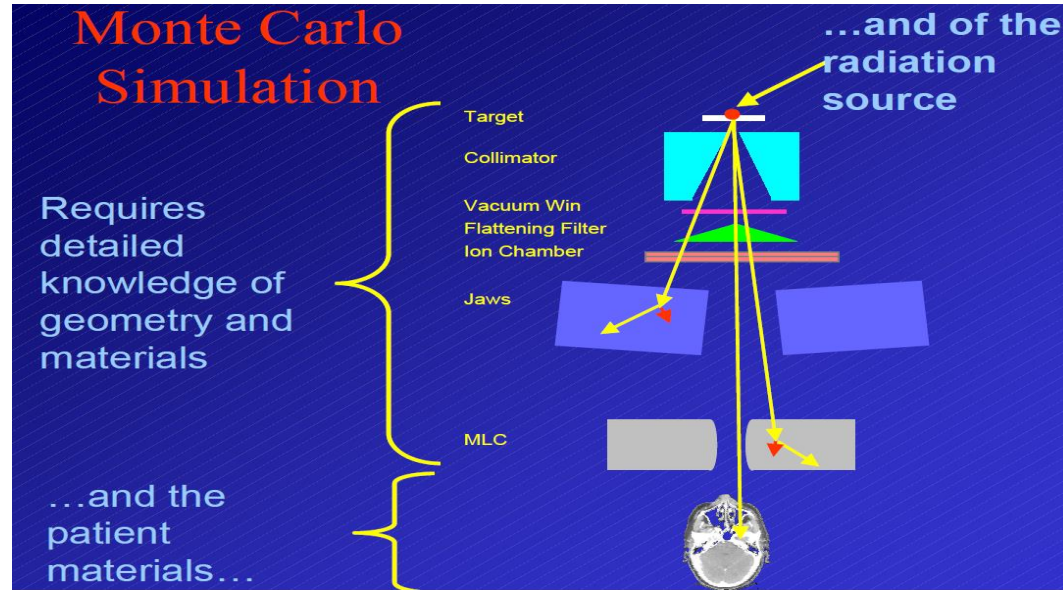 Monte Carlo
Simulation
…and of the
radiation
source
Target
Collimator
Vacuum Win
Flattening Filter
Ion Chamber
Jaws
MLC
Requires
detailed
knowledge of
geometry and
materials
…and the
patient
materials…